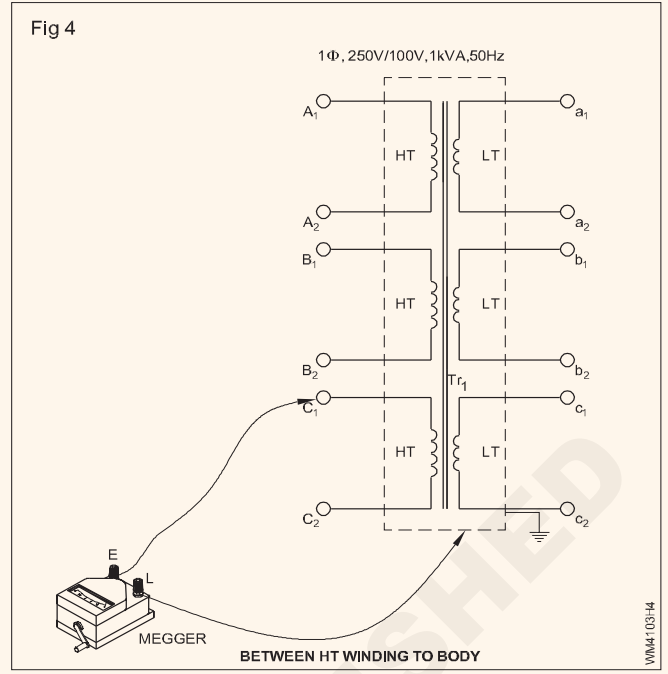 Fig 4
1Φ, 250V/100V,1kVA,50Hz
A1
a1
HT
LT
A2
a2
B1
b1
HT
LT
B2
b2
Tr1
C1
c1
HT
LT
C2
c2
E
L
MEGGER
BETWEEN HT WINDING TO BODY
WM4103H4
SHED